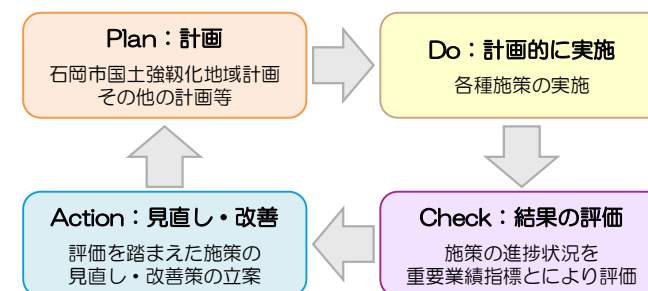 Plan:計画
石岡市国土強靱化地域計画
その他の計画等
Do:計画的に実施
各種施策の実施
Check:結果の評価
施策の進捗状況を
重要業績指標とにより評価
Action:見直し・改善
評価を踏まえた施策の
見直し・改善策の立案